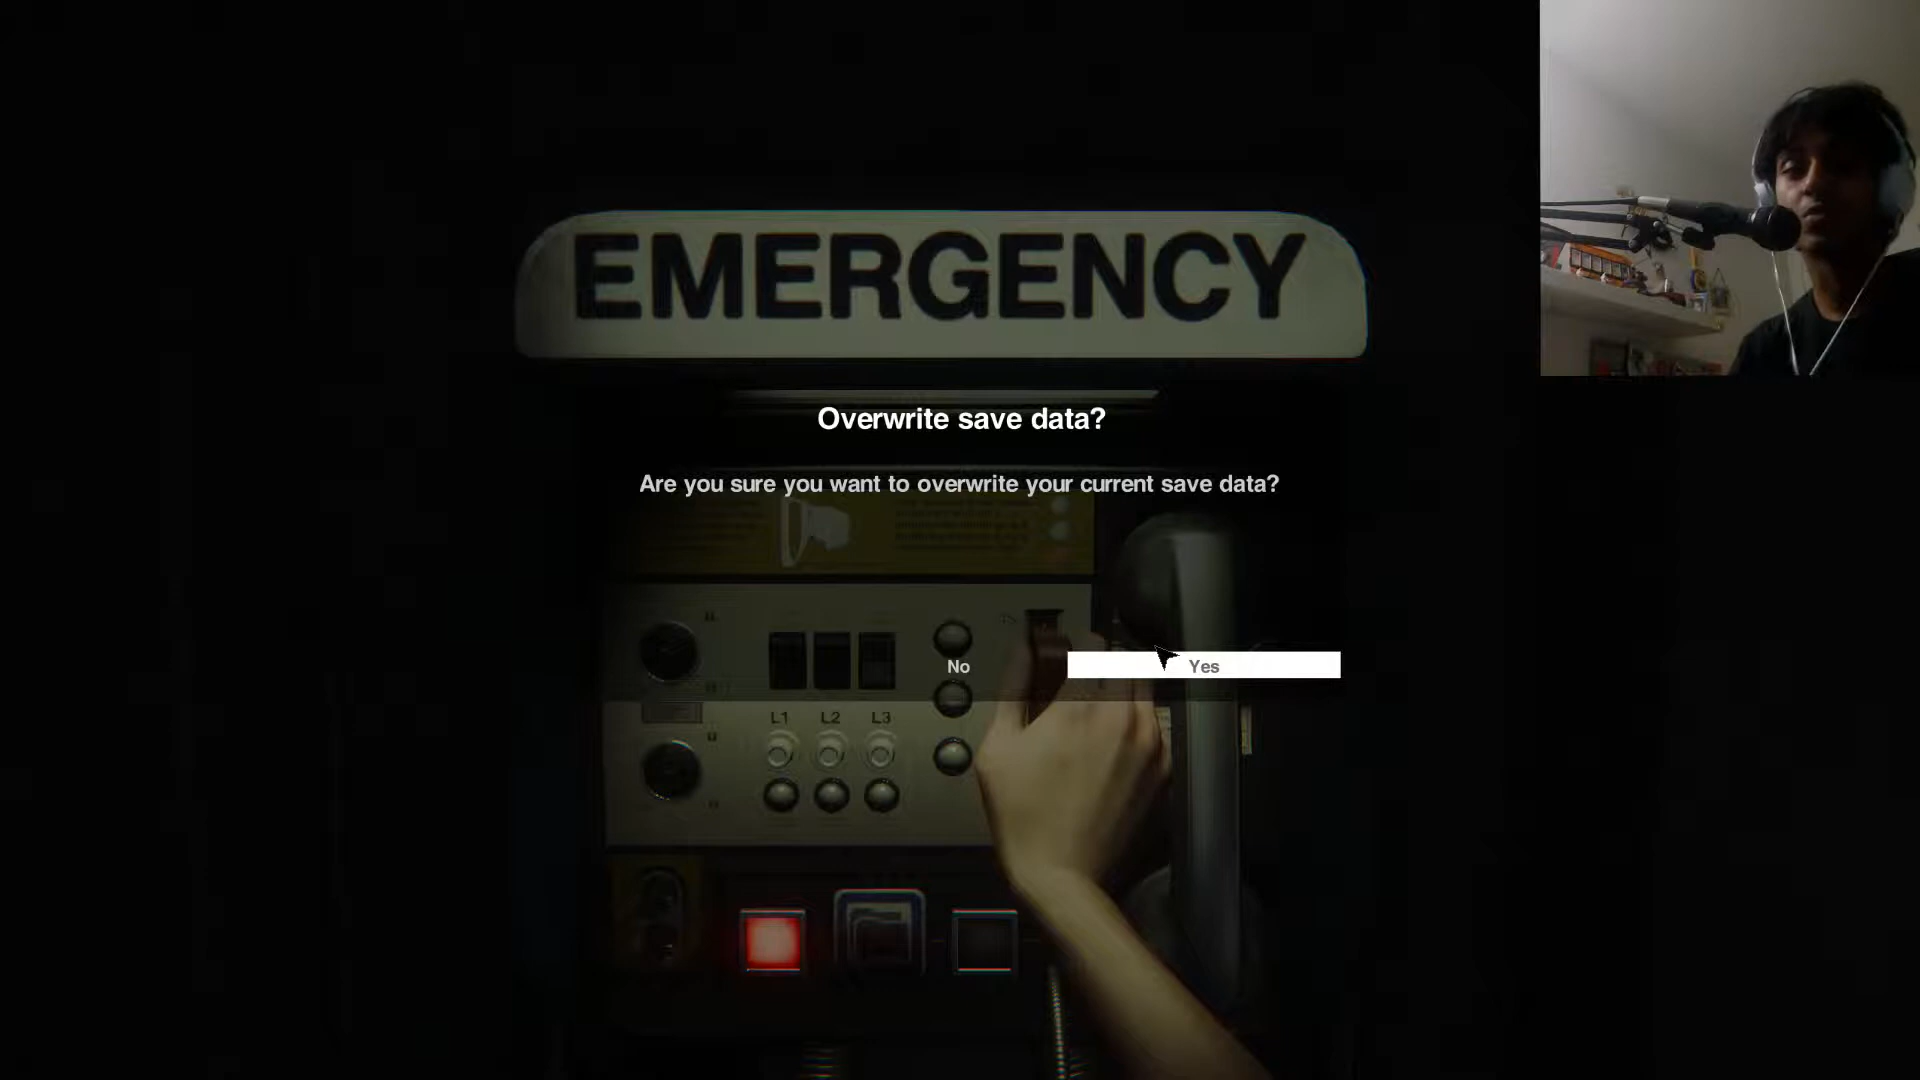 EMERGENCY
Overwrite save data?
Are you sure you want to overwrite your current save data?
No
Yes
L1 L2 L3